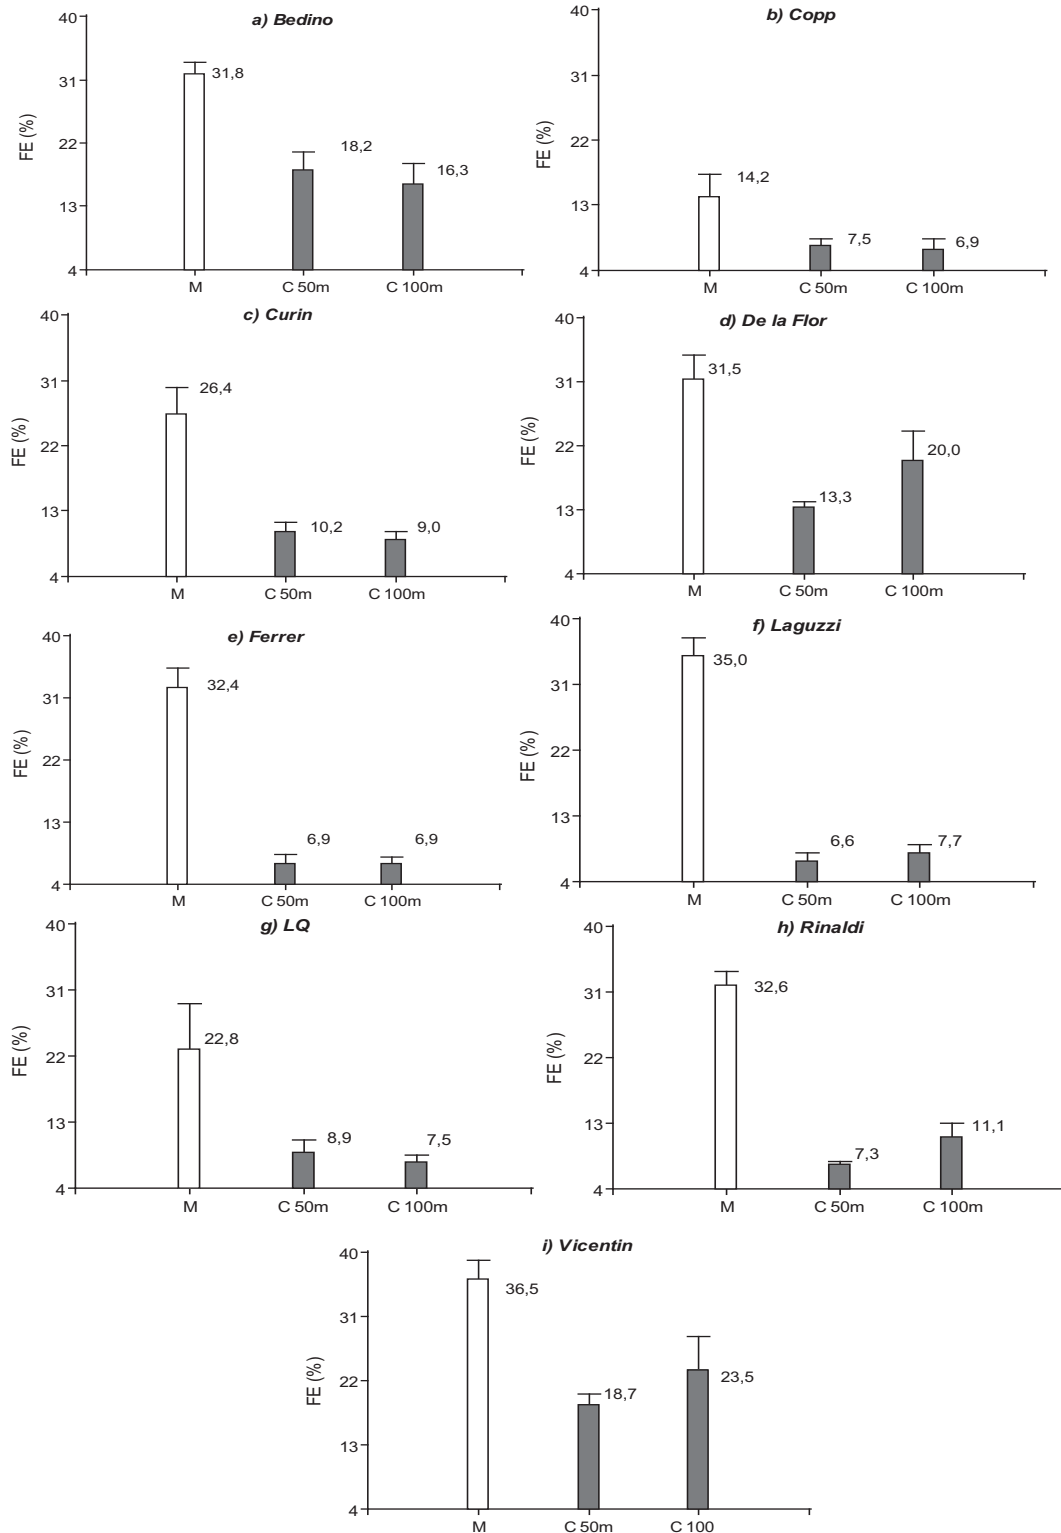 a) Bedino
40
31
22
13
4
FE (%)
31,8
18,2
16,3
M
C 50m
C 100m
b) Copp
40
31
22
13
4
FE (%)
14,2
7,5
6,9
M
C 50m
C 100m
c) Curin
40
31
22
13
4
FE (%)
26,4
10,2
9,0
M
C 50m
C 100m
d) De la Flor
40
31
22
13
4
FE (%)
31,5
13,3
20,0
M
C 50m
C 100m
e) Ferrer
40
31
22
13
4
FE (%)
32,4
6,9
6,9
M
C 50m
C 100m
f) Laguzzi
40
31
22
13
4
FE (%)
35,0
6,6
7,7
M
C 50m
C 100m
g) LQ
40
31
22
13
4
FE (%)
22,8
8,9
7,5
M
C 50m
C 100m
h) Rinaldi
40
31
22
13
4
FE (%)
32,6
7,3
11,1
M
C 50m
C 100m
i) Vicentin
40
31
22
13
4
FE (%)
36,5
18,7
23,5
M
C 50m
C 100